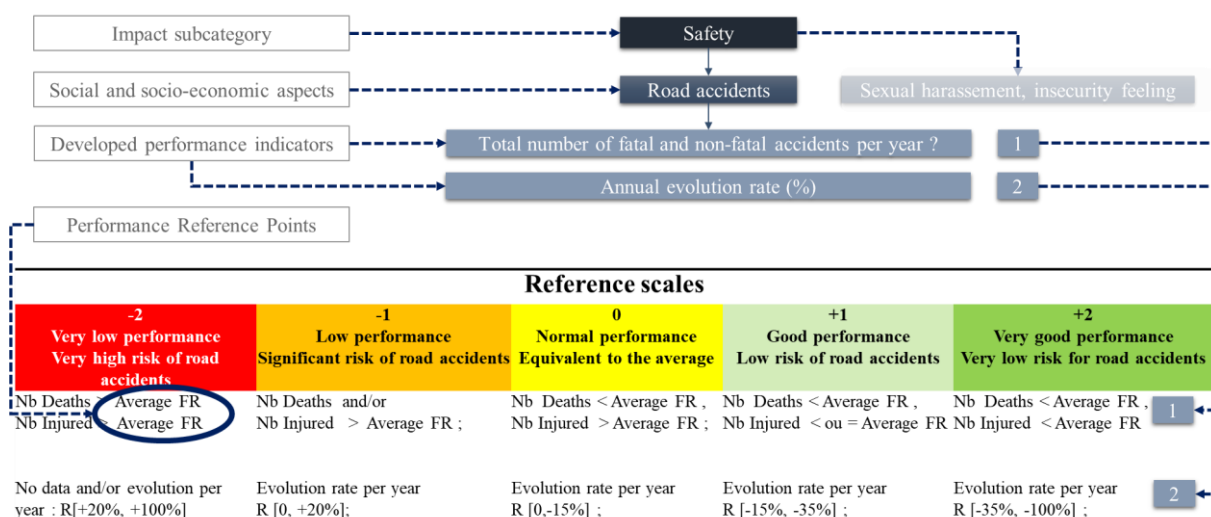 Impact subcategory
Safety
Social and socio-economic aspects
Road accidents
Sexual harassement, insecurity feeling
Developed performance indicators
Total number of fatal and non-fatal accidents per year ?
1
Annual evolution rate (%)
2
Performance Reference Points
Reference scales
-2
Very low performance
Very high risk of road
accidents
-1
Low performance
Significant risk of road accidents
0
Normal performance
Equivalent to the average
+1
Good performance
Low risk of road accidents
+2
Very good performance
Very low risk for road accidents
Nb Deaths > Average FR
Nb Injured > Average FR
Nb Deaths and/or
Nb Injured > Average FR ;
Nb Deaths < Average FR ,
Nb Injured > Average FR ;
Nb Deaths < Average FR ,
Nb Injured < ou = Average FR
Nb Deaths < Average FR ,
Nb Injured < Average FR
1
No data and/or evolution per
year : R[+20%, +100%]
Evolution rate per year
R [0, +20%];
Evolution rate per year
R [0,-15%] ;
Evolution rate per year
R [-15%, -35%] ;
Evolution rate per year
R [-35%, -100%] ;
2